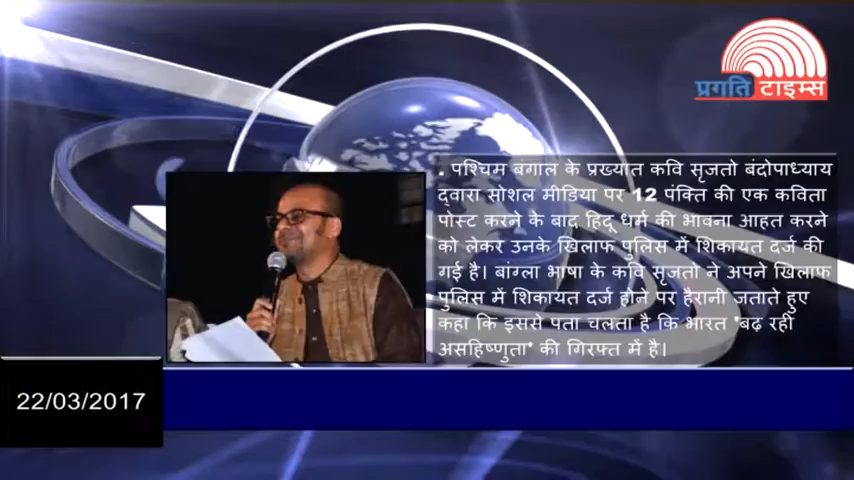 प्रगति टाइम्स
. पश्चिम बंगाल के प्रख्यात कवि सृजतो बंदोपाध्याय
द्वारा सोशल मीडिया पर 12 पंक्ति की एक कविता
पोस्ट करने के बाद हिंदू धर्म की भावना आहत करने
को लेकर उनके खिलाफ पुलिस में शिकायत दर्ज की
गई है। बांग्ला भाषा के कवि सृजतो ने अपने खिलाफ
पुलिस में शिकायत दर्ज होने पर हैरानी जताते हुए
कहा कि इससे पता चलता है कि भारत 'बढ़ रही
असहिष्णुता' की गिरफ्त में है।
22/03/2017